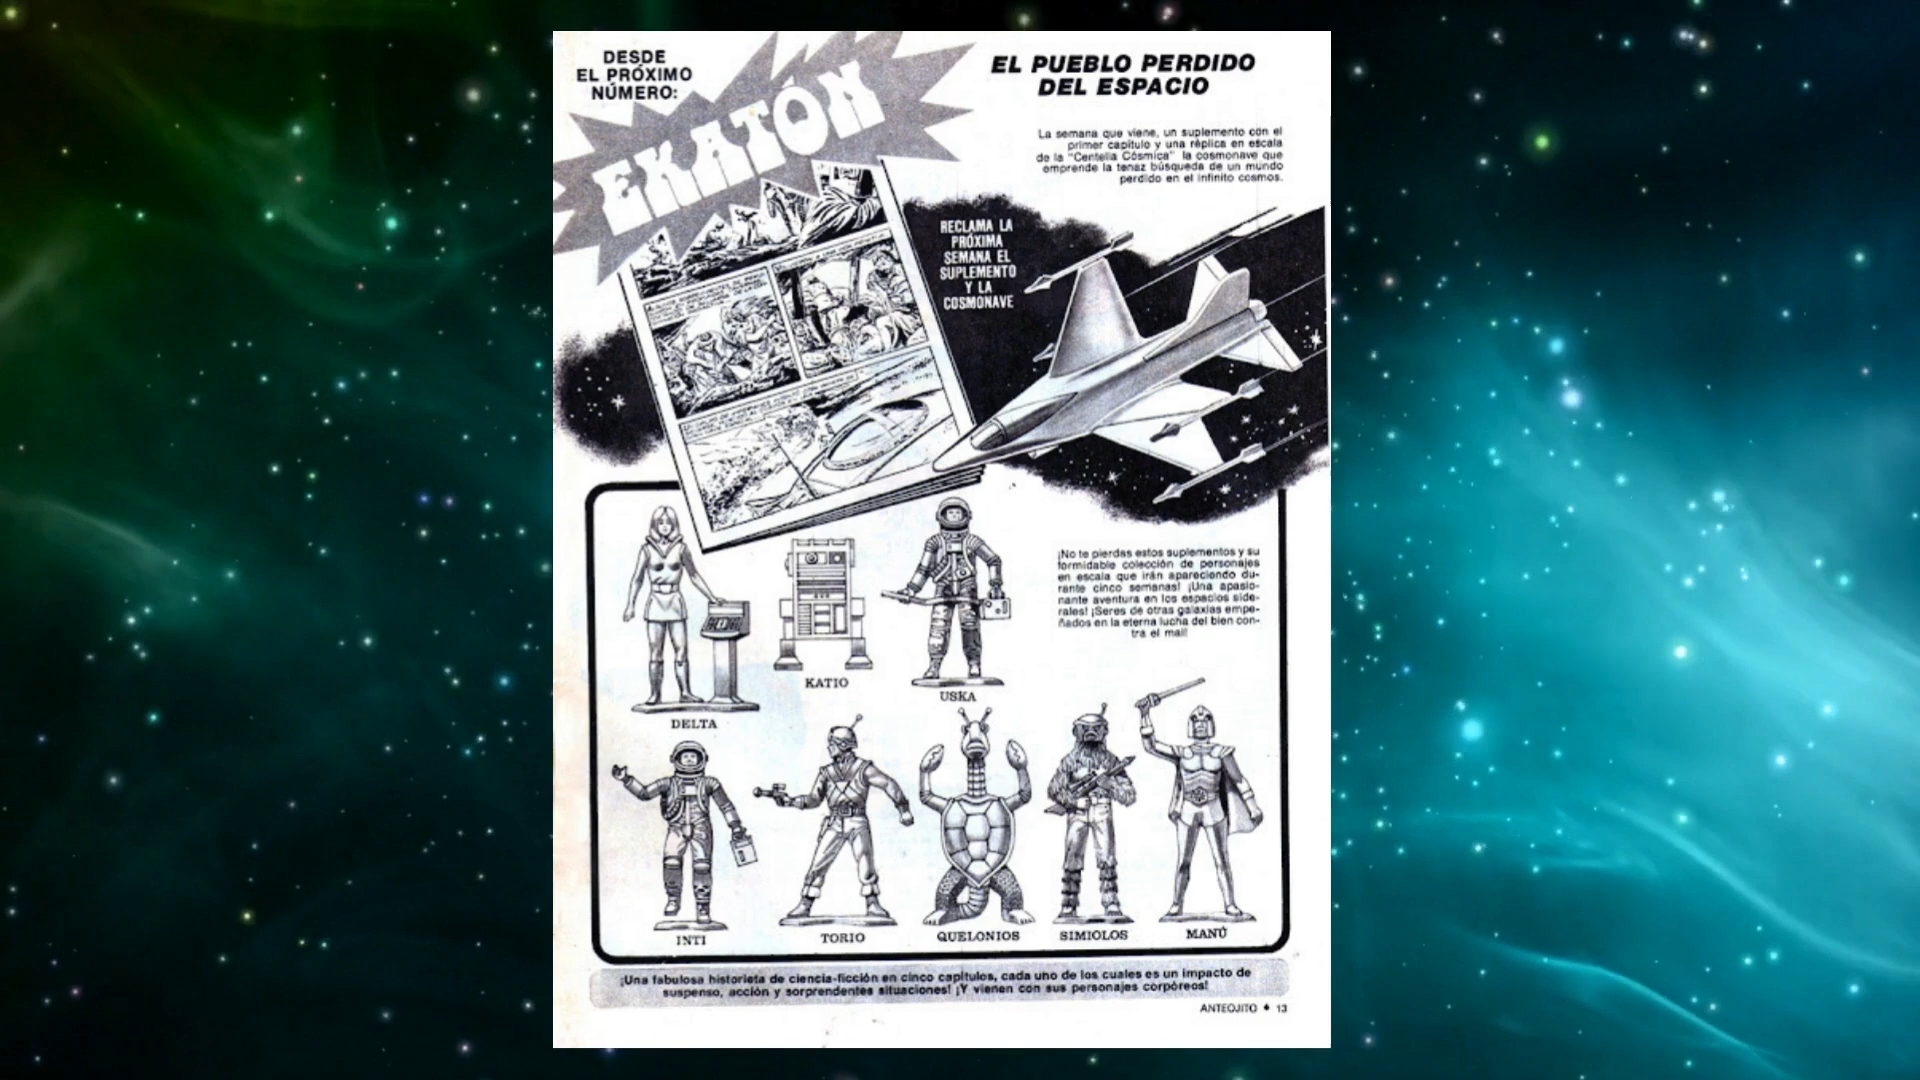 DESDE
EL PRÓXIMO
NÚMERO:
EKATÓN
EL PUEBLO PERDIDO
DEL ESPACIO
La semana que viene, un suplemento con el
primer capítulo y una réplica en escala
de la "Centella Cósmica" la cosmonave que
emprende la tenaz búsqueda de un mundo
perdido en el infinito cosmos.
RECLAMA LA
PRÓXIMA
SEMANA EL
SUPLEMENTO
Y LA
COSMONAVE
¡No te pierdas estos suplementos y su
formidable colección de personajes
en escala que irán apareciendo du-
rante cinco semanas! ¡Una apasio-
nante aventura en los espacios side-
rales! ¡Seres de otras galaxias empe-
ñados en la eterna lucha del bien con-
tra el mal!
DELTA
KATIO
USKA
INTI
TORIO
QUELONIOS
SIMIOLOS
MANÚ
¡Una fabulosa historieta de ciencia-ficción en cinco capítulos, cada uno de los cuales es un impacto de
suspenso, acción y sorprendentes situaciones! ¡Y vienen con sus personajes corpóreos!
ANTEOJITO ♦ 13